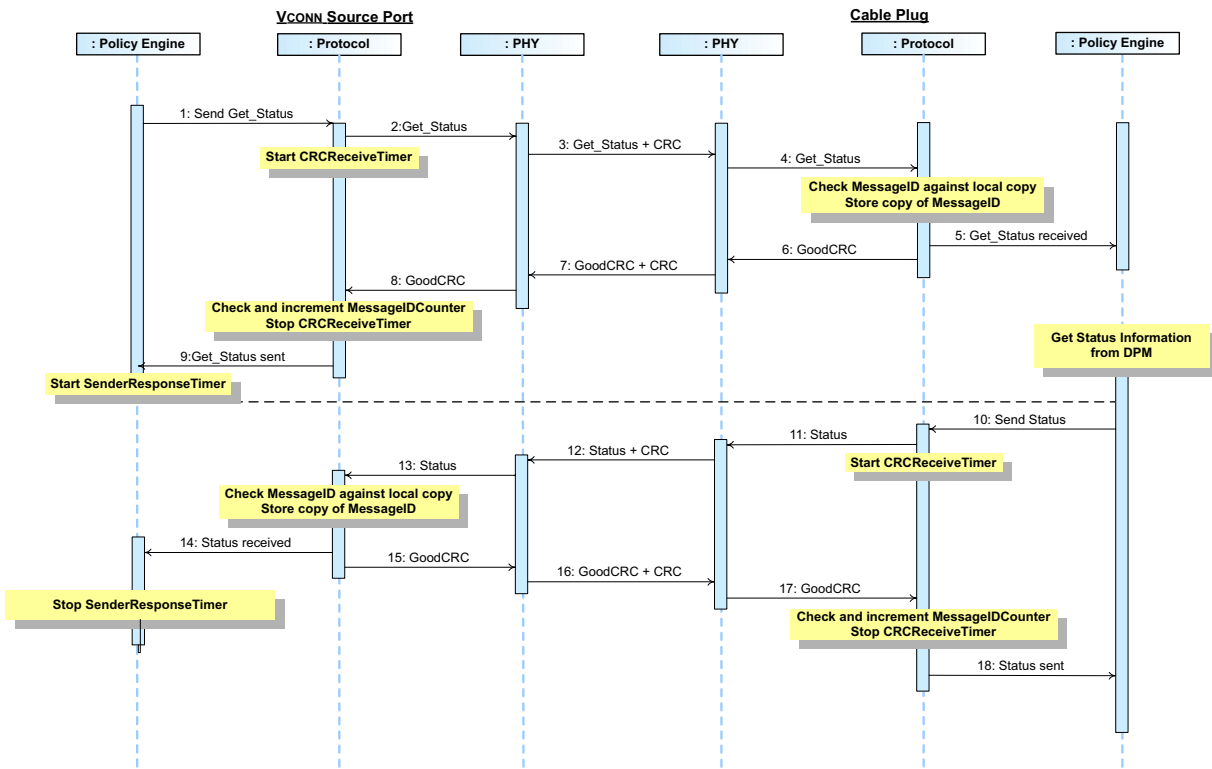 VCONN Source Port
Cable Plug
: Policy Engine
: Protocol
: PHY
: PHY
: Protocol
: Policy Engine
1: Send Get_Status
2:Get_Status
Start CRCReceiveTimer
3: Get_Status + CRC
4: Get_Status
Check MessageID against local copy
Store copy of MessageID
5: Get_Status received
6: GoodCRC
7: GoodCRC + CRC
8: GoodCRC
Check and increment MessageIDCounter
Stop CRCReceiveTimer
9:Get_Status sent
Start SenderResponseTimer
Get Status Information
from DPM
10: Send Status
11: Status
Start CRCReceiveTimer
12: Status + CRC
13: Status
Check MessageID against local copy
Store copy of MessageID
14: Status received
15: GoodCRC
16: GoodCRC + CRC
17: GoodCRC
Stop SenderResponseTimer
Check and increment MessageIDCounter
Stop CRCReceiveTimer
18: Status sent